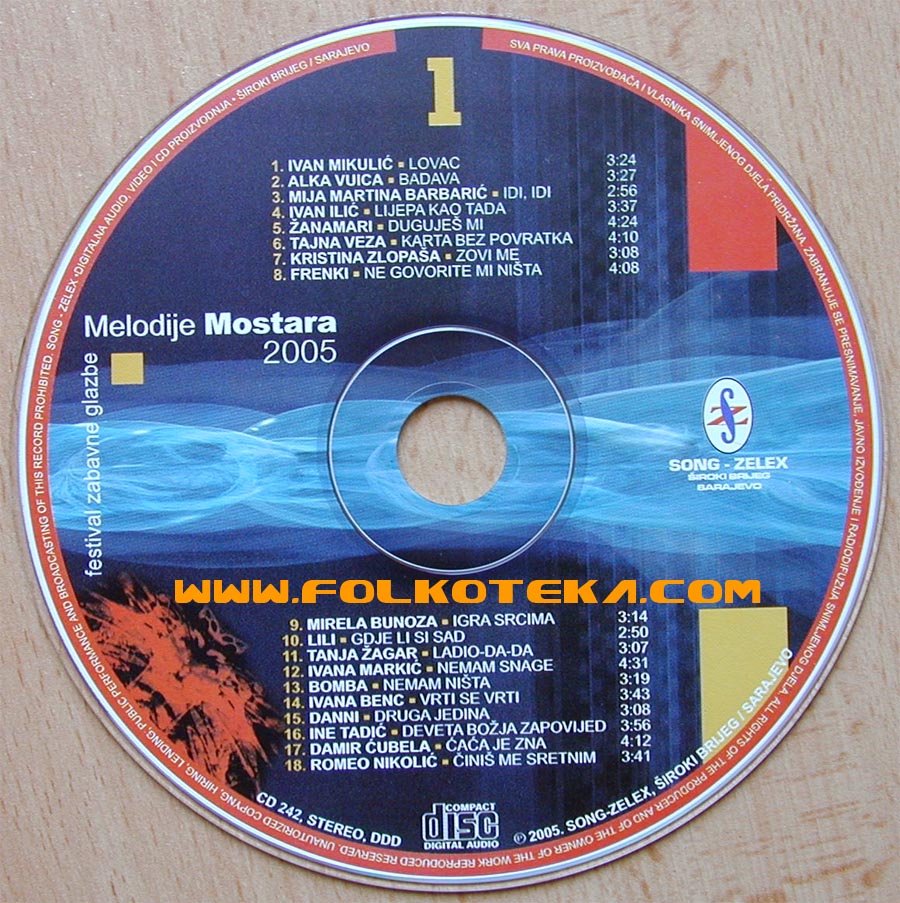 1
SVA PRAVA PROIZVOĐAČA I VLASNIKA SNIMLJENOG DJELA PRIDRŽANA. ZABRANJUJE SE PRESNIMAVANJE, JAVNO IZVOĐENJE I RADIODIFUZIJA SNIMLJENOG DJELA. ALL RIGHTS OF THE PRODUCER AND OF THE OWNER OF THE WORK REPRODUCED RESERVED. UNAUTHORIZED COPYNG, HIRING, LENDING, PUBLIC PERFORMANCE AND BROADCASTING OF THIS RECORD PROHIBITED. SONG - ZELEX •DIGITALNA AUDIO, VIDEO I CD PROIZVODNJA • ŠIROKI BRIJEG / SARAJEVO
1. IVAN MIKULIĆ ▪ LOVAC 3:24
2. ALKA VUICA ▪ BADAVA 3:27
3. MIJA MARTINA BARBARIĆ ▪ IDI, IDI 2:56
4. IVAN ILIĆ ▪ LIJEPA KAO TADA 3:37
5. ŽANAMARI ▪ DUGUJEŠ MI 4:24
6. TAJNA VEZA ▪ KARTA BEZ POVRATKA 4:10
7. KRISTINA ZLOPAŠA ▪ ZOVI ME 3:08
8. FRENKI ▪ NE GOVORITE MI NIŠTA 4:08
Melodije Mostara
2005
festival zabavne glazbe
SONG - ZELEX
ŠIROKI BRIJEG
SARAJEVO
WWW.FOLKOTEKA.COM
9. MIRELA BUNOZA ▪ IGRA SRCIMA 3:14
10. LILI ▪ GDJE LI SI SAD 2:50
11. TANJA ŽAGAR ▪ LADIO-DA-DA 3:07
12. IVANA MARKIĆ ▪ NEMAM SNAGE 4:31
13. BOMBA ▪ NEMAM NIŠTA 3:19
14. IVANA BENC ▪ VRTI SE VRTI 3:43
15. DANNI ▪ DRUGA JEDINA 3:08
16. INE TADIĆ ▪ DEVETA BOŽJA ZAPOVIJED 3:56
17. DAMIR ĆUBELA ▪ ĆAĆA JE ZNA 4:12
18. ROMEO NIKOLIĆ ▪ ČINIŠ ME SRETNIM 3:41
CD 242, STEREO, DDD
COMPACT
disc
DIGITAL AUDIO
℗ 2005. SONG-ZELEX, ŠIROKI BRIJEG / SARAJEVO